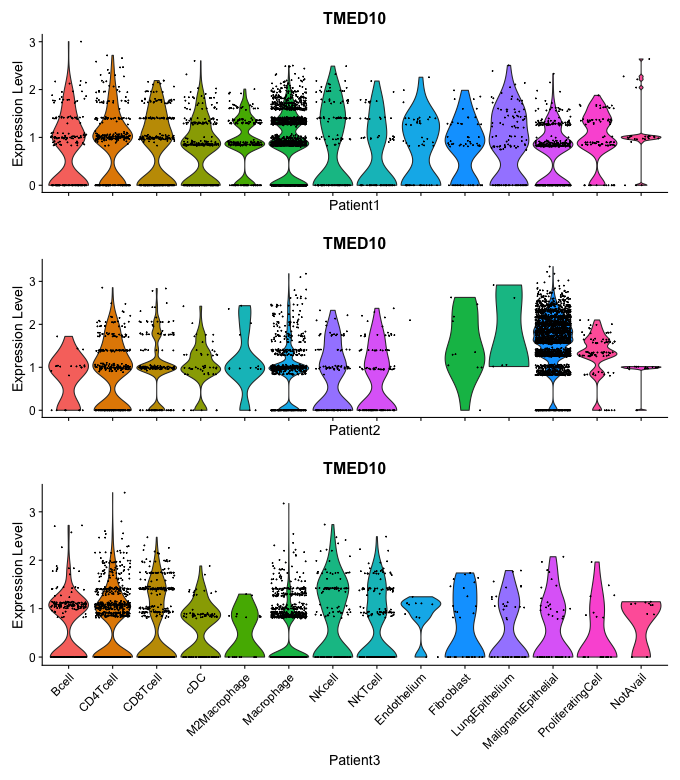 TMED10
Expression Level
3
2
1
0
Patient1
TMED10
Expression Level
3
2
1
0
Patient2
TMED10
Expression Level
3
2
1
0
Bcell
CD4Tcell
CD8Tcell
cDC
M2Macrophage
Macrophage
NKcell
NKTcell
Endothelium
Fibroblast
LungEpithelium
MalignantEpithelial
ProliferatingCell
NotAvail
Patient3